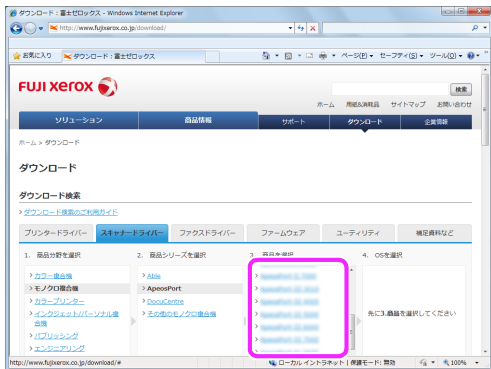 ダウンロード : 富士ゼロックス - Windows Internet Explorer
http://www.fujixerox.co.jp/download/
お気に入り ダウンロード : 富士ゼロックス ページ(P) セーフティ(S) ツール(O)
FUJI XEROX
検索
ホーム 用紙&消耗品 サイトマップ お問い合わせ
ソリューション 商品情報 サポート ダウンロード 企業情報
ホーム > ダウンロード
ダウンロード
ダウンロード検索
> ダウンロード検索のご利用ガイド
プリンタードライバー スキャナードライバー ファクスドライバー ファームウェア ユーティリティ 補足資料など
1. 商品分野を選択 2. 商品シリーズを選択 3. 商品を選択 4. OSを選択
> カラー複合機 > Able
> モノクロ複合機 > ApeosPort
> カラープリンター > DocuCentre
> インクジェット/パーソナル複合機 > その他のモノクロ複合機 先に3.商品を選択してください
> パブリッシング
> エンジニアリング
http://www.fujixerox.co.jp/download/# ローカル イントラネット | 保護モード: 無効 100%